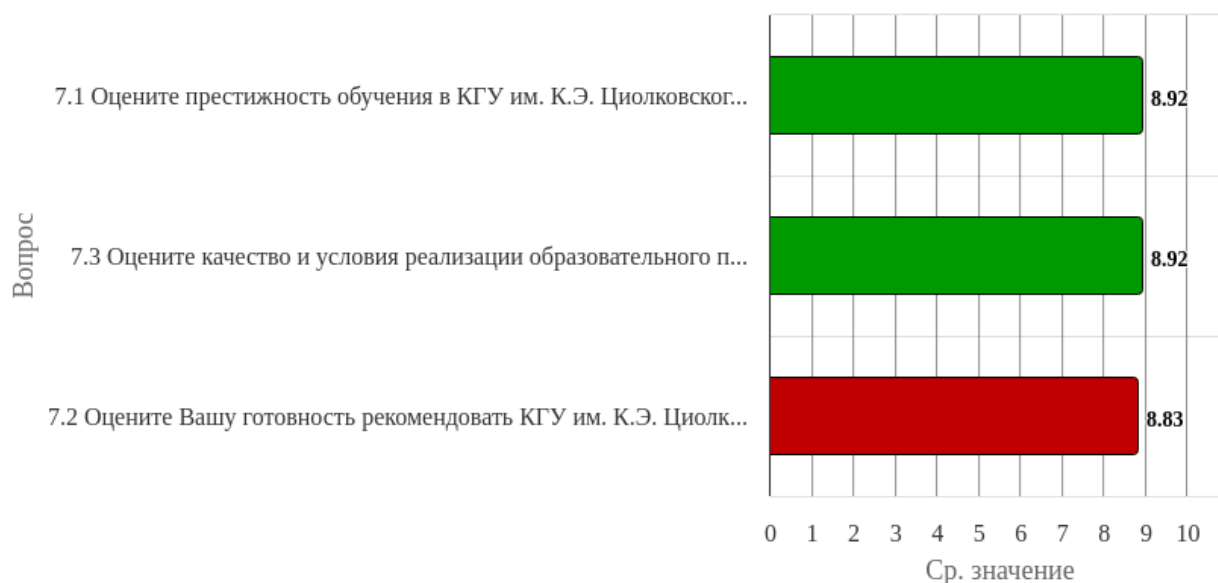 7.1 Оцените престижность обучения в КГУ им. К.Э. Циолковског...
8.92
7.3 Оцените качество и условия реализации образовательного п...
8.92
7.2 Оцените Вашу готовность рекомендовать КГУ им. К.Э. Циолк...
8.83
Вопрос
0 1 2 3 4 5 6 7 8 9 10
Ср. значение